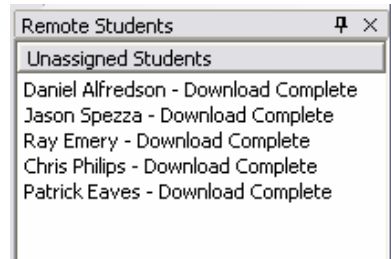 Remote Students
Unassigned Students
Daniel Alfredson - Download Complete
Jason Spezza - Download Complete
Ray Emery - Download Complete
Chris Philips - Download Complete
Patrick Eaves - Download Complete